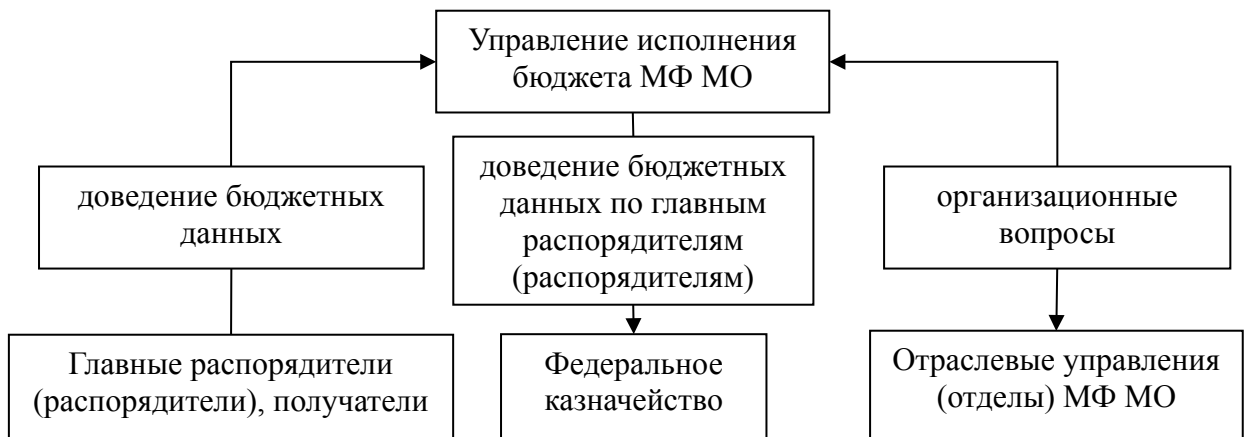 Управление исполнения
бюджета МФ МО
доведение бюджетных
данных
доведение бюджетных
данных по главным
распорядителям
(распорядителям)
организационные
вопросы
Главные распорядители
(распорядители), получатели
Федеральное
казначейство
Отраслевые управления
(отделы) МФ МО